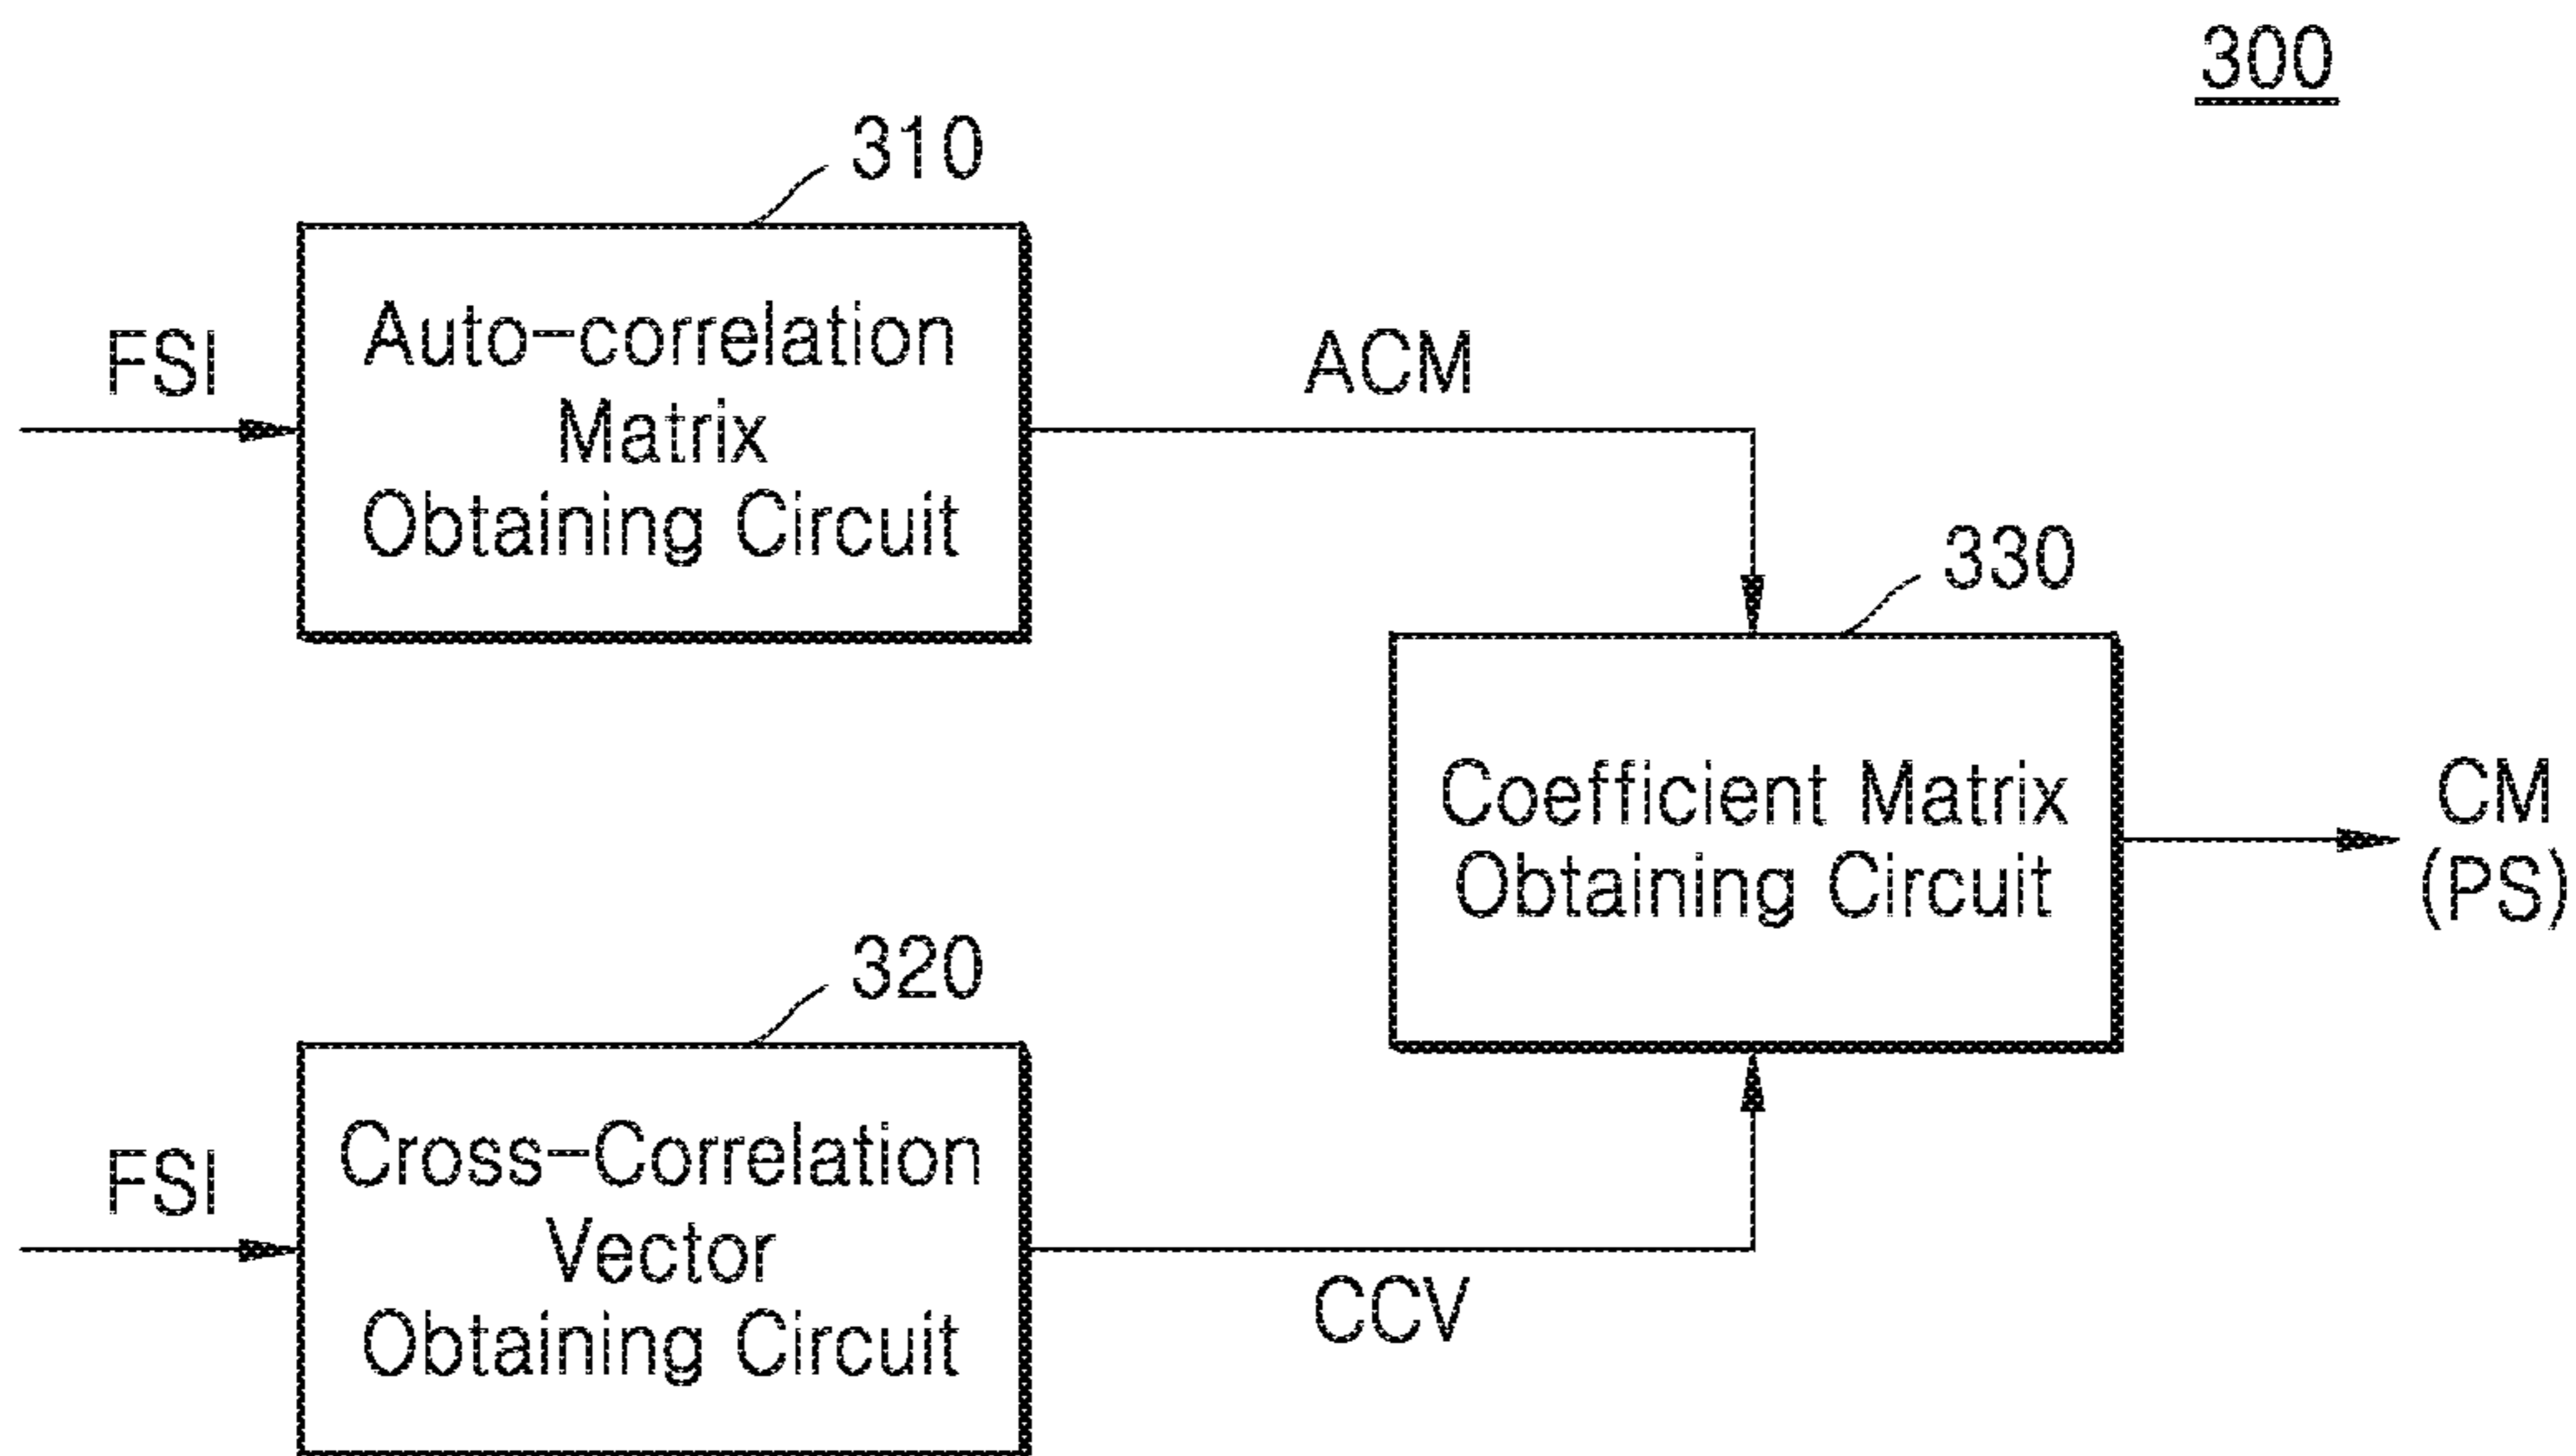 300
310
FSI
Auto-correlation
Matrix
Obtaining Circuit
ACM
330
Coefficient Matrix
Obtaining Circuit
CM
(PS)
320
FSI
Cross-Correlation
Vector
Obtaining Circuit
CCV